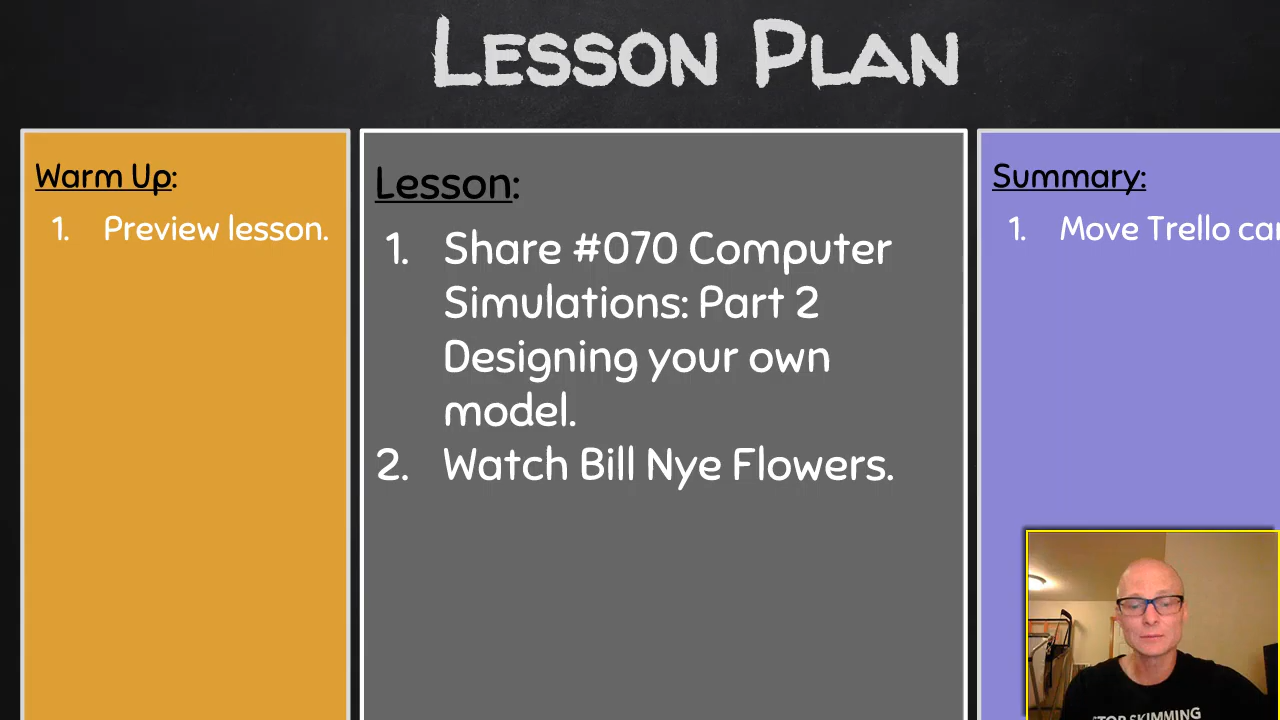 Lesson Plan
Warm Up:
1. Preview lesson.
Lesson:
1. Share #070 Computer
Simulations: Part 2
Designing your own
model.
2. Watch Bill Nye Flowers.
Summary:
1. Move Trello
SKIMMING